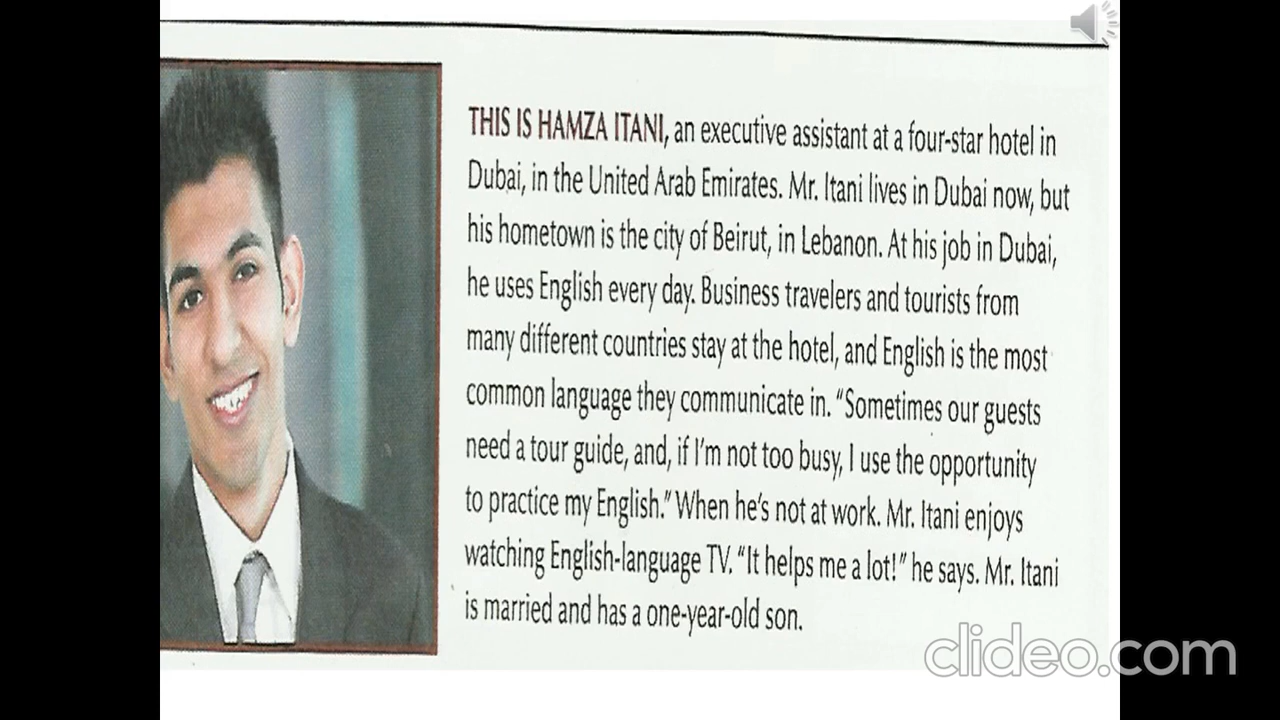 THIS IS HAMZA ITANI, an executive assistant at a four-star hotel in
Dubai, in the United Arab Emirates. Mr. Itani lives in Dubai now, but
his hometown is the city of Beirut, in Lebanon. At his job in Dubai,
he uses English every day. Business travelers and tourists from
many different countries stay at the hotel, and English is the most
common language they communicate in. “Sometimes our guests
need a tour guide, and, if I'm not too busy, I use the opportunity
to practice my English.” When he's not at work. Mr. Itani enjoys
watching English-language TV. “It helps me a lot!” he says. Mr. Itani
is married and has a one-year-old son.
clideo.com